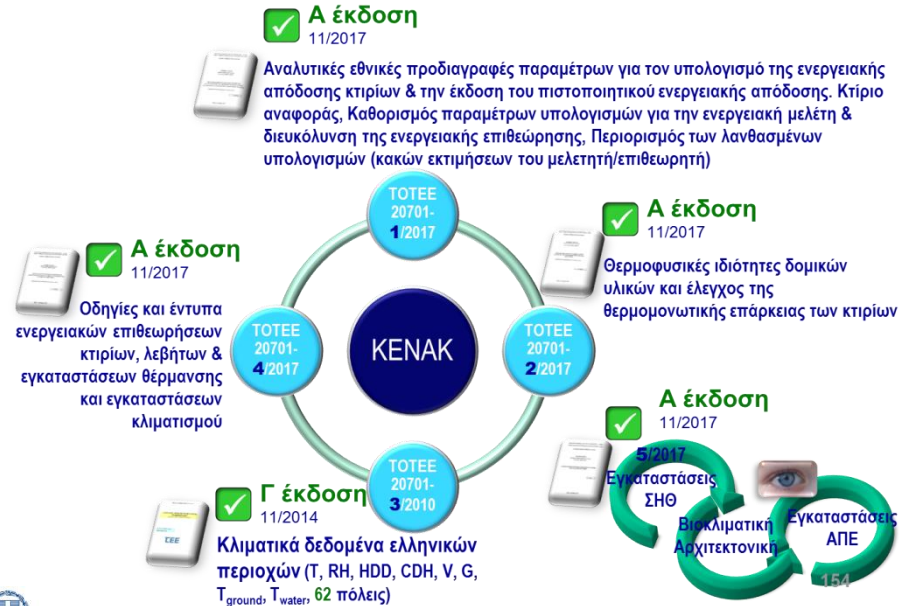 Α έκδοση
11/2017
Αναλυτικές εθνικές προδιαγραφές παραμέτρων για τον υπολογισμό της ενεργειακής
απόδοσης κτιρίων & την έκδοση του πιστοποιητικού ενεργειακής απόδοσης. Κτίριο
αναφοράς, Καθορισμός παραμέτρων υπολογισμών για την ενεργειακή μελέτη &
διευκόλυνση της ενεργειακής επιθεώρησης, Περιορισμός των λανθασμένων
υπολογισμών (κακών εκτιμήσεων του μελετητή/επιθεωρητή)
ΤΟΤΕΕ
20701-
1/2017
Α έκδοση
11/2017
Θερμοφυσικές ιδιότητες δομικών
υλικών και έλεγχος της
θερμομονωτικής επάρκειας των κτιρίων
Α έκδοση
11/2017
Οδηγίες και έντυπα
ενεργειακών επιθεωρήσεων
κτιρίων, λεβήτων &
εγκαταστάσεων θέρμανσης
και εγκαταστάσεων
κλιματισμού
ΤΟΤΕΕ
20701-
4/2017
ΚΕΝΑΚ
ΤΟΤΕΕ
20701-
2/2017
Α έκδοση
11/2017
5/2017
Εγκαταστάσεις
ΣΗΘ
Βιοκλιματική
Αρχιτεκτονική
Εγκαταστάσεις
ΑΠΕ
ΤΟΤΕΕ
20701-
3/2010
Γ έκδοση
11/2014
Κλιματικά δεδομένα ελληνικών
περιοχών (T, RH, HDD, CDH, V, G,
Tground, Twater, 62 πόλεις)
ΤΕΕ
154